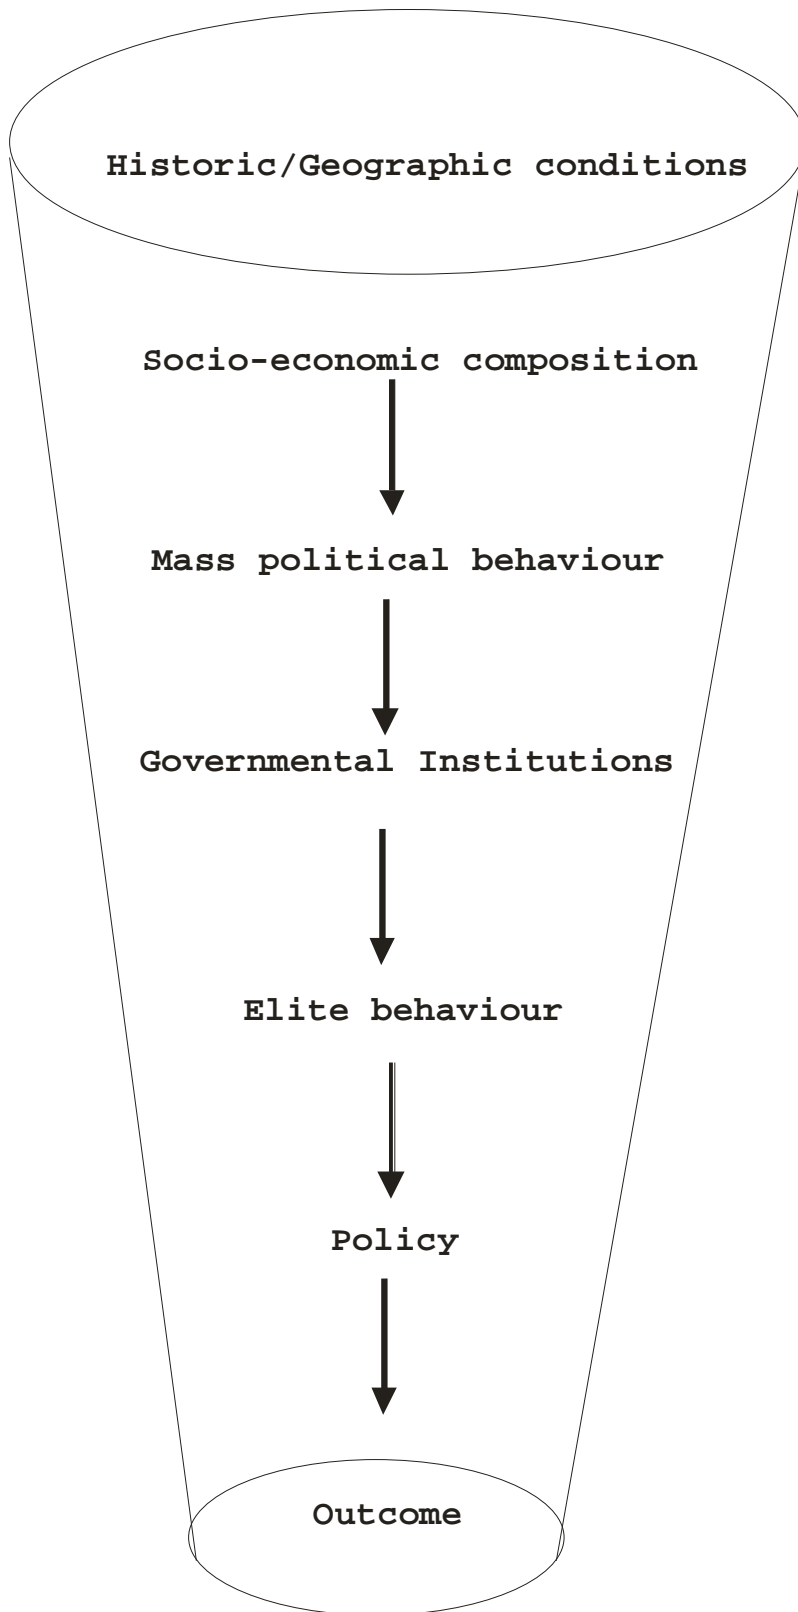 Historic/Geographic conditions
Socio-economic composition
Mass political behaviour
Governmental Institutions
Elite behaviour
Policy
Outcome